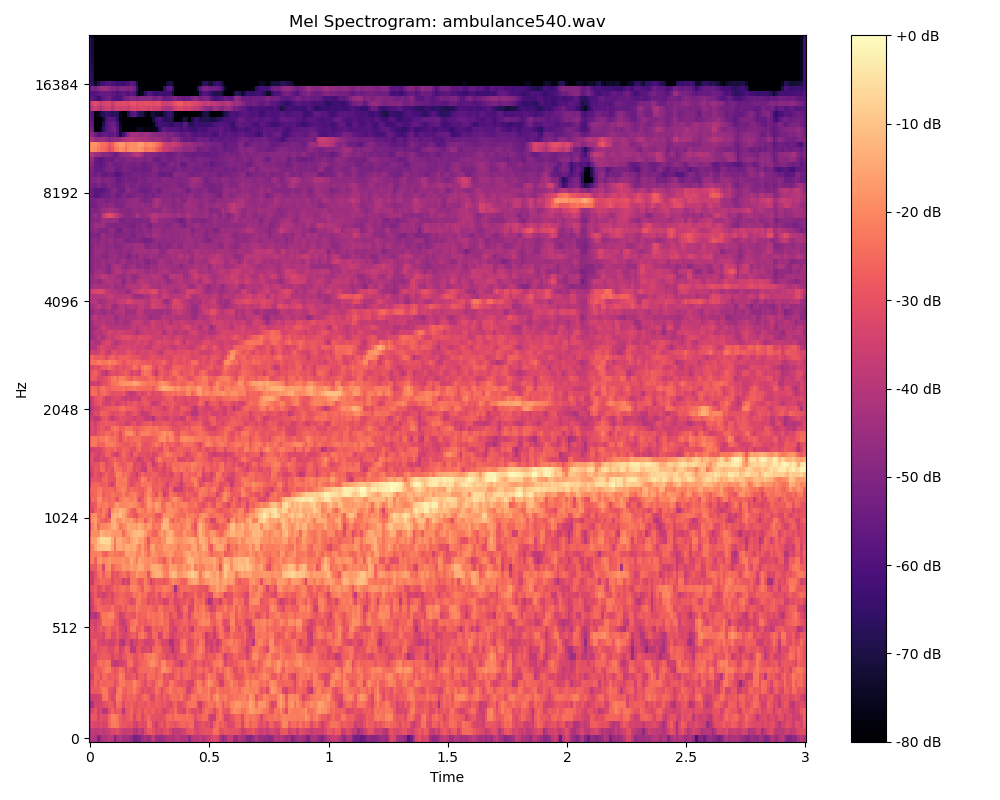 Mel Spectrogram: ambulance540.wav
+0 dB
16384
-10 dB
8192
-20 dB
4096
-30 dB
Hz
2048
-40 dB
-50 dB
1024
-60 dB
512
-70 dB
0
-80 dB
0 0.5 1 1.5 2 2.5 3
Time